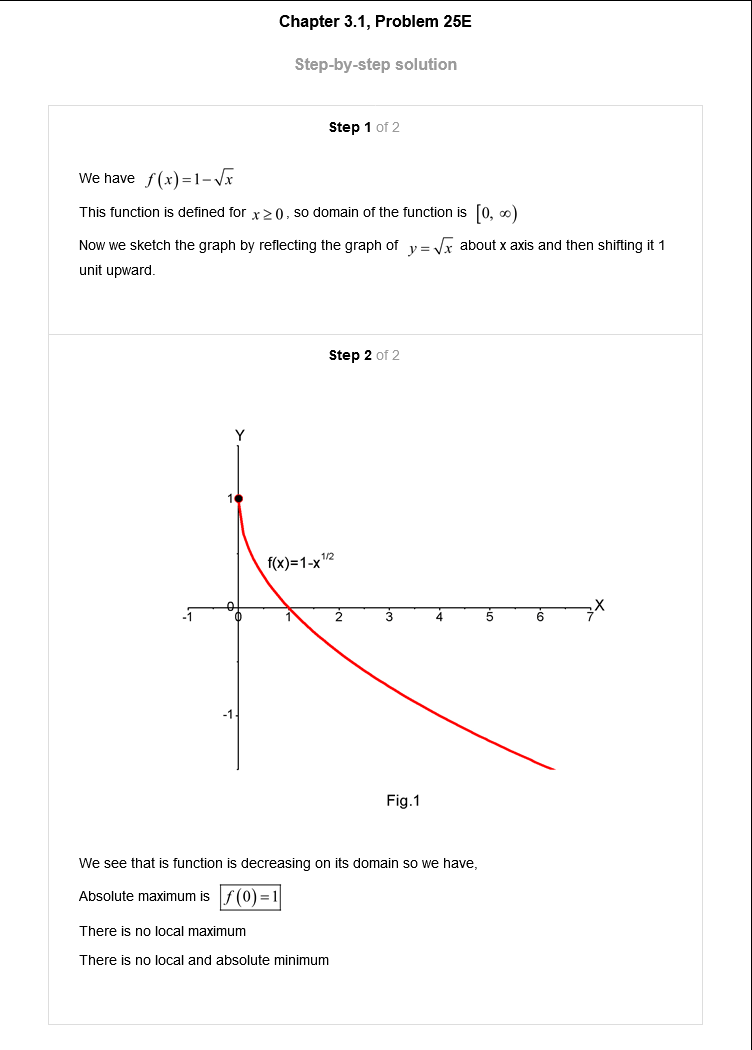 Chapter 3.1, Problem 25E
Step-by-step solution
Step 1 of 2
We have f(x)=1−√x
This function is defined for x≥0, so domain of the function is [0, ∞)
Now we sketch the graph by reflecting the graph of y=√x about x axis and then shifting it 1
unit upward.
Step 2 of 2
Y
1
f(x)=1-x^1/2
0
X
-1 0 1 2 3 4 5 6 7
-1
Fig.1
We see that is function is decreasing on its domain so we have,
Absolute maximum is f(0)=1
There is no local maximum
There is no local and absolute minimum